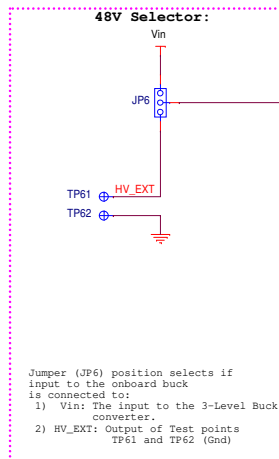 48V Selector:
Vin
JP6
TP61
HV_EXT
TP62
Jumper (JP6) position selects if
input to the onboard buck
is connected to:
1) Vin: The input to the 3-Level Buck
converter.
2) HV_EXT: Output of Test points
TP61 and TP62 (Gnd)